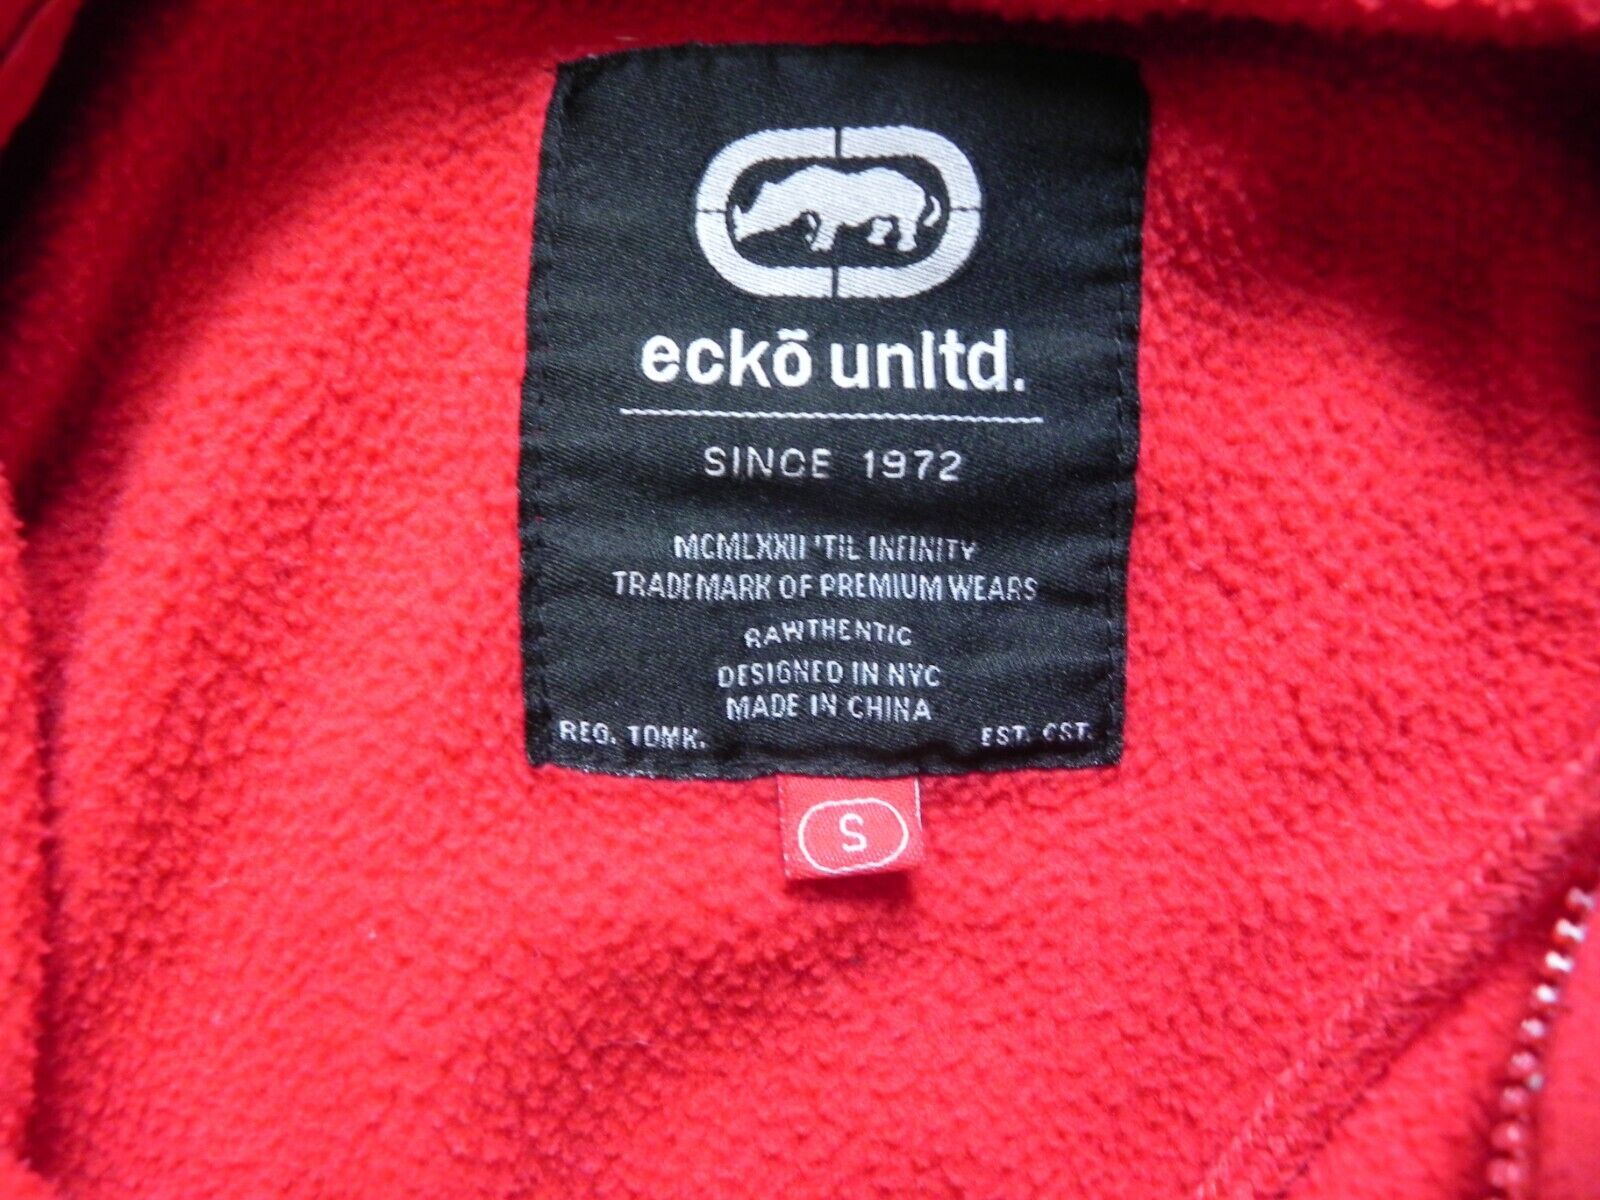 eckõ unltd.
SINCE 1972
MCMLXXII 'TIL INFINITY
TRADEMARK OF PREMIUM WEARS
RAWTHENTIC
DESIGNED IN NYC
MADE IN CHINA
REG. TDMK.
EST. CST.
S